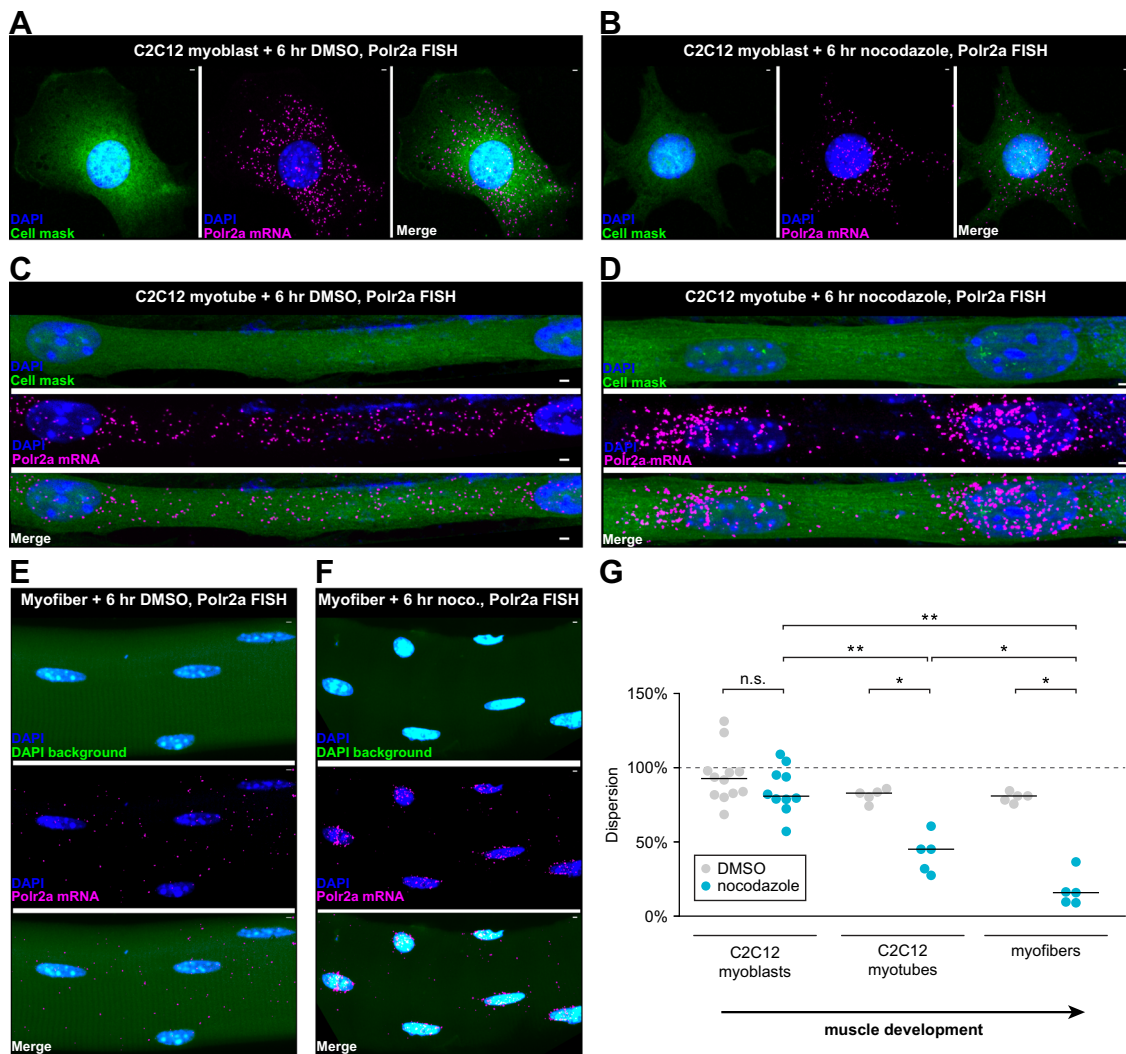 A
C2C12 myoblast + 6 hr DMSO, Polr2a FISH
DAPI
Cell mask
DAPI
Polr2a mRNA
Merge
B
C2C12 myoblast + 6 hr nocodazole, Polr2a FISH
DAPI
Cell mask
DAPI
Polr2a mRNA
Merge
C
C2C12 myotube + 6 hr DMSO, Polr2a FISH
DAPI
Cell mask
DAPI
Polr2a mRNA
Merge
D
C2C12 myotube + 6 hr nocodazole, Polr2a FISH
DAPI
Cell mask
DAPI
Polr2a mRNA
Merge
E
Myofiber + 6 hr DMSO, Polr2a FISH
DAPI
DAPI background
DAPI
Polr2a mRNA
Merge
F
Myofiber + 6 hr noco., Polr2a FISH
DAPI
DAPI background
DAPI
Polr2a mRNA
Merge
G
**
** *
n.s. * *
150%
100%
50%
0%
Dispersion
DMSO
nocodazole
C2C12 myoblasts
C2C12 myotubes
myofibers
muscle development